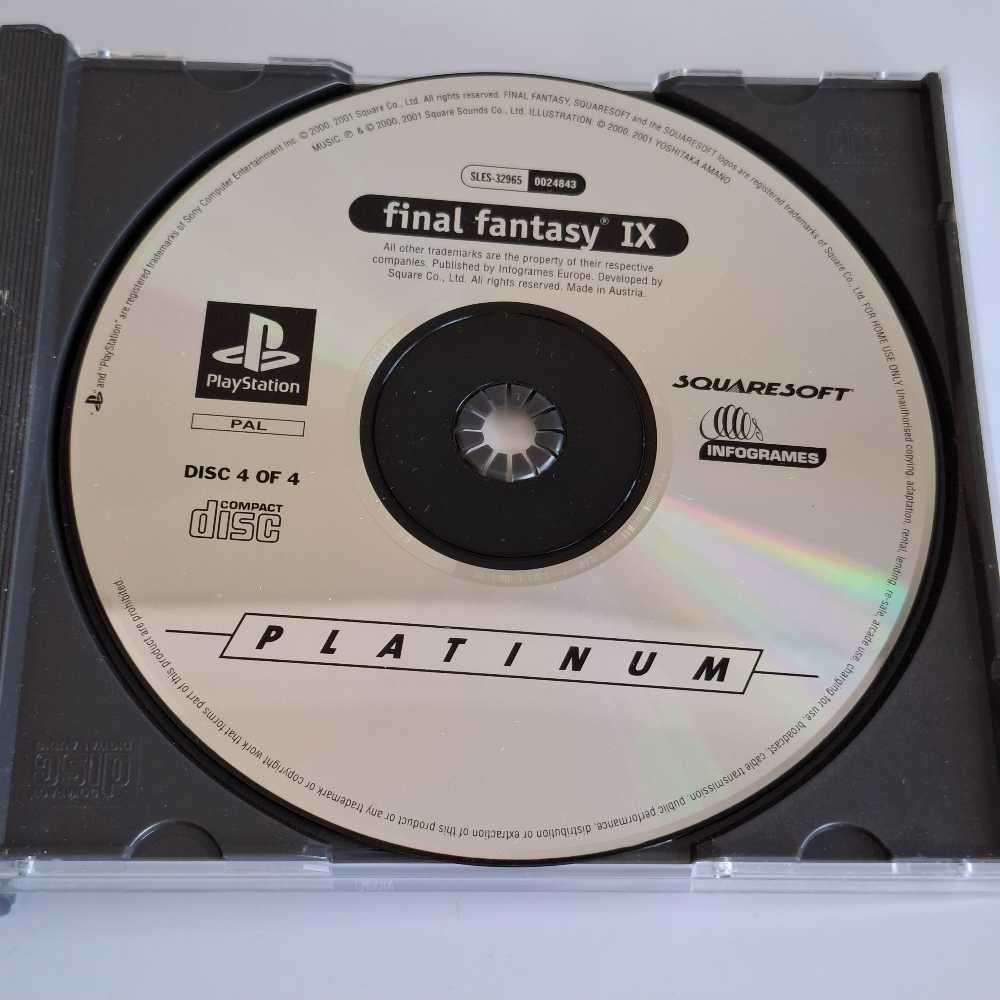 "PlayStation" are registered trademarks of Sony Computer Entertainment Inc. © 2000, 2001 Square Co., Ltd. All rights reserved. FINAL FANTASY, SQUARESOFT and the SQUARESOFT logos are registered trademarks of Square Co., Ltd. FOR HOME USE ONLY. Unauthorised copying, adaptation, rental, lending, re-sale, arcade use, charging for use, broadcast, cable transmission, public performance, distribution or extraction of this product or any trademark or copyright work that forms part of this product are prohibited.
MUSIC: ℗ & © 2000, 2001 Square Sounds Co., Ltd. ILLUSTRATION: © 2000, 2001 YOSHITAKA AMANO
SLES-32965 0024843
final fantasy® IX
All other trademarks are the property of their respective
companies. Published by Infogrames Europe. Developed by
Square Co., Ltd. All rights reserved. Made in Austria.
PlayStation
PAL
SQUARESOFT
INFOGRAMES
DISC 4 OF 4
COMPACT
disc
PLATINUM